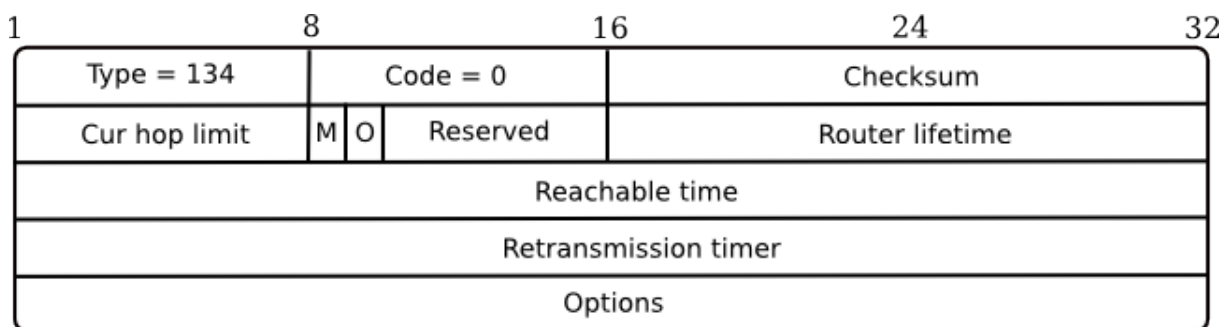 1 8 16 24 32
Type = 134 Code = 0 Checksum
Cur hop limit M O Reserved Router lifetime
Reachable time
Retransmission timer
Options